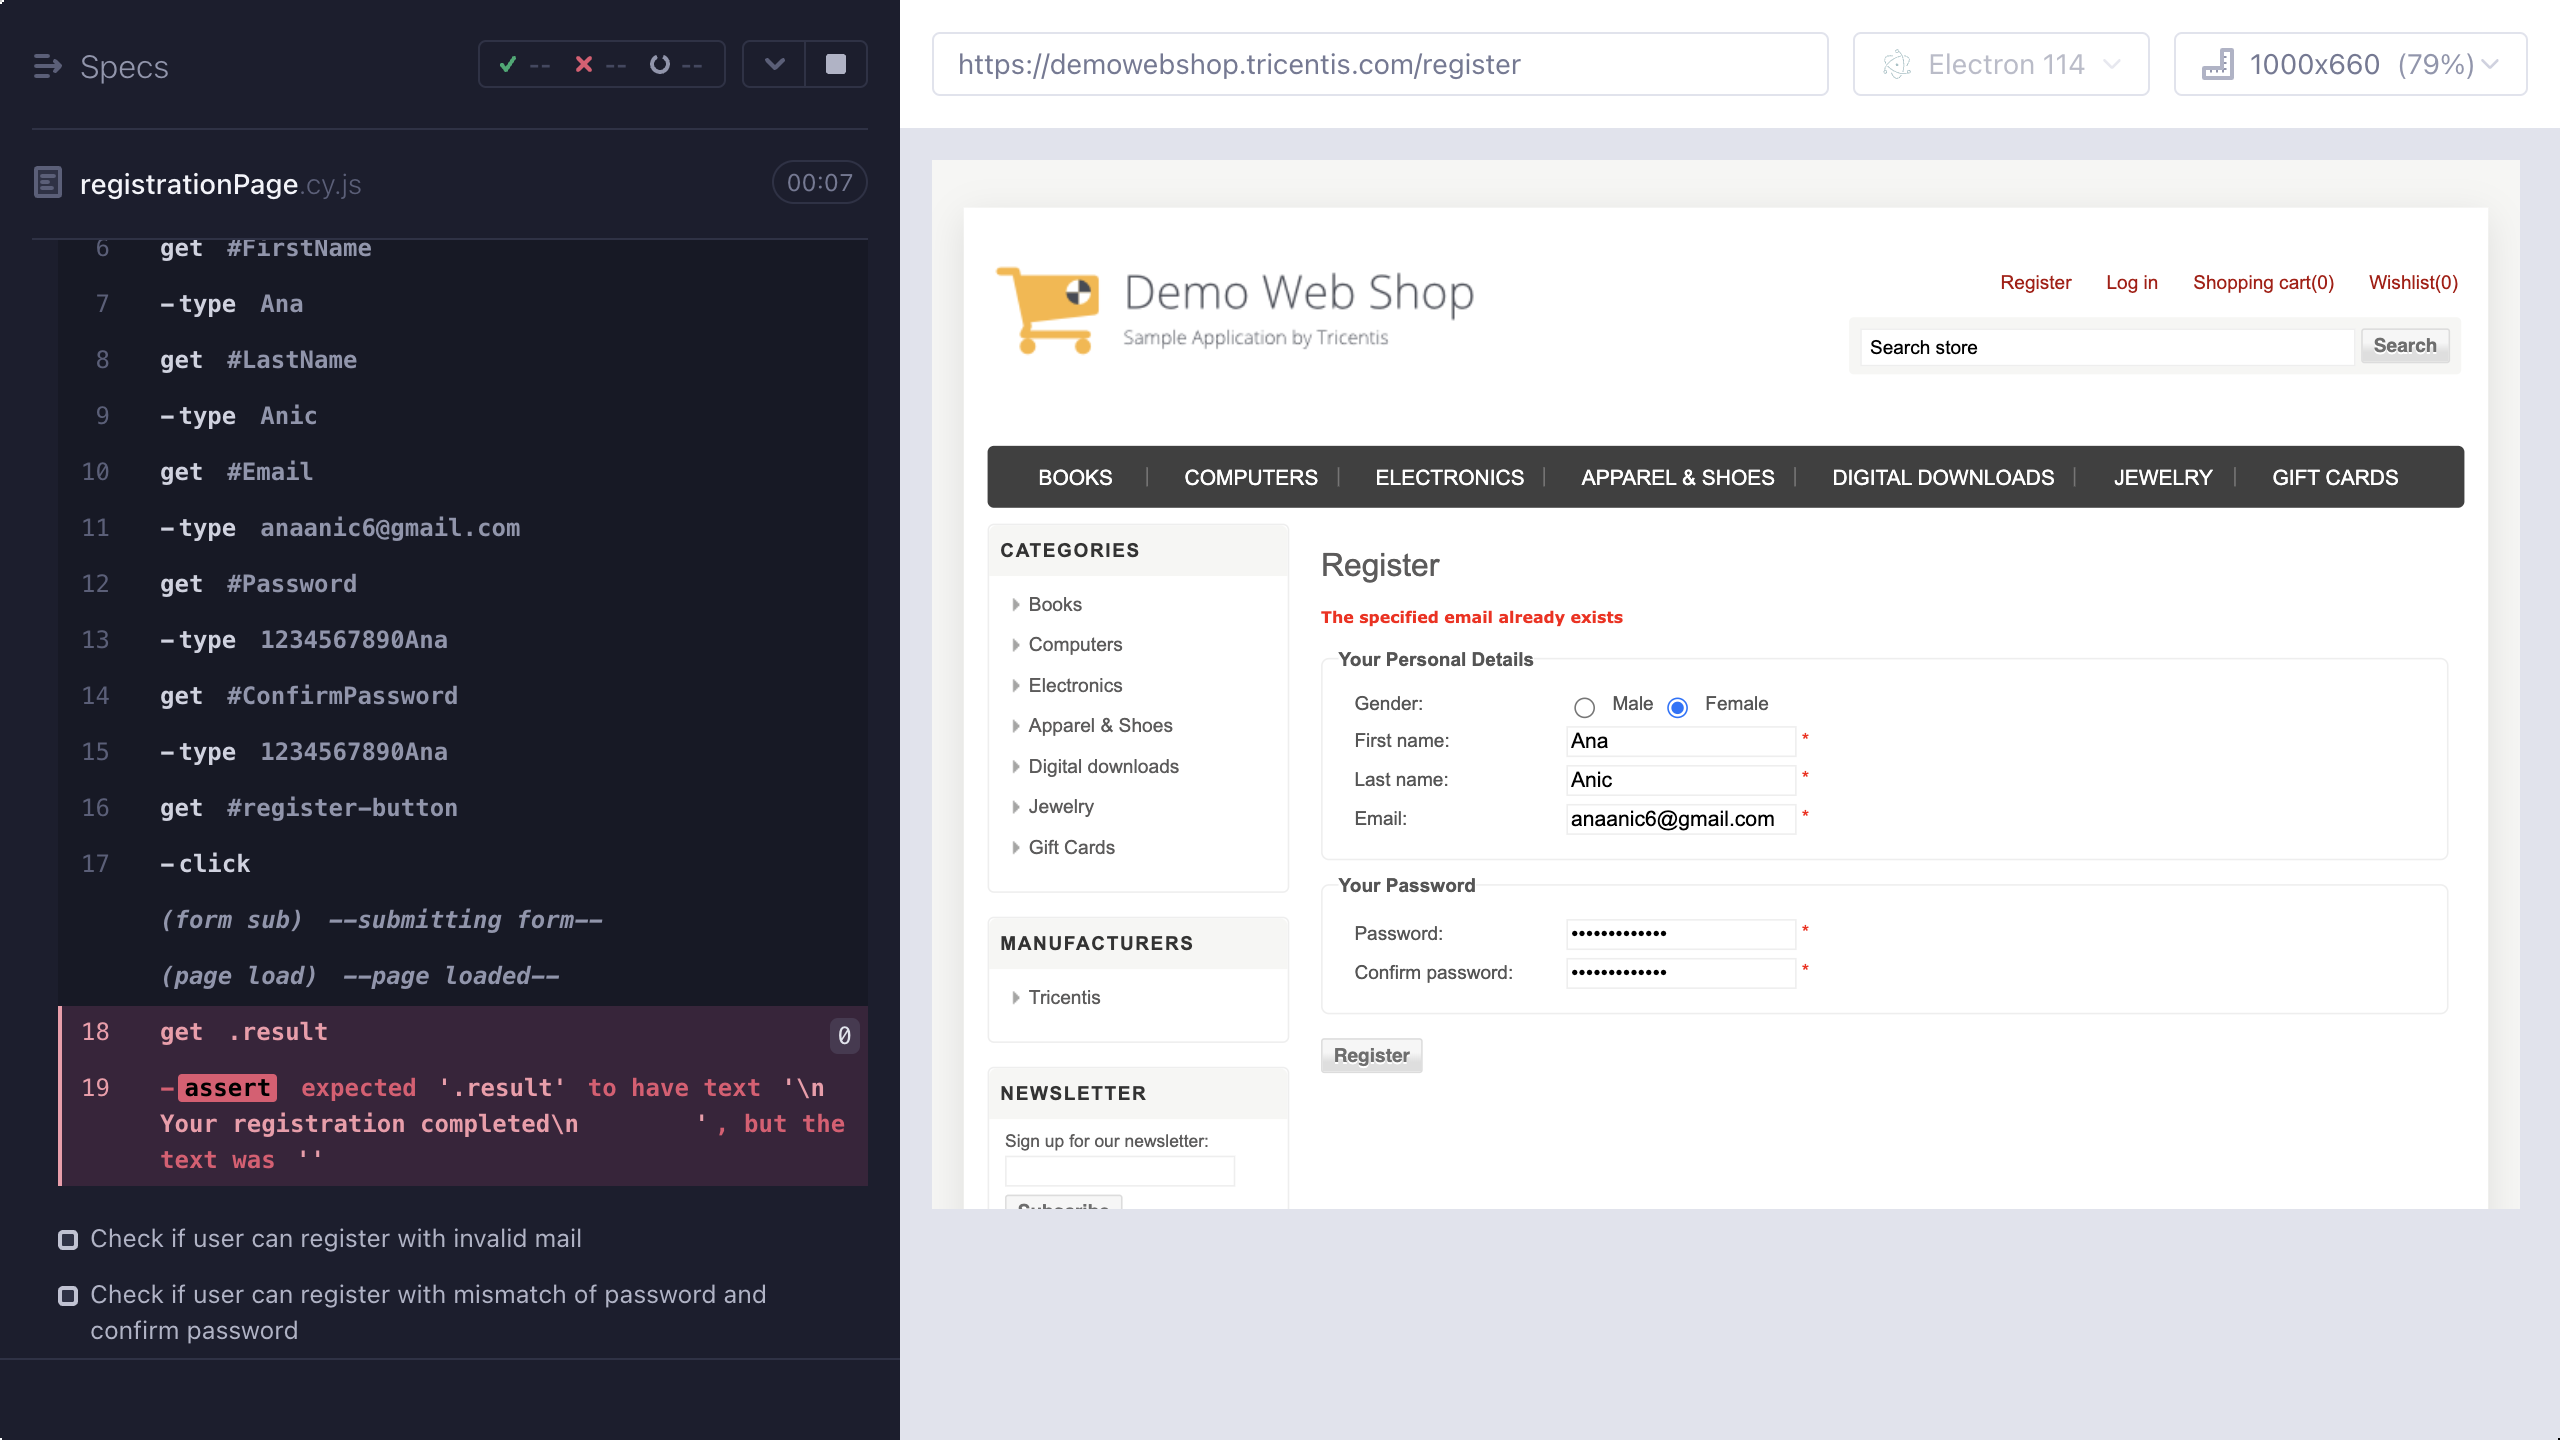 Specs
-- -- --
registrationPage.cy.js 00:07
6 get #FirstName
7 -type Ana
8 get #LastName
9 -type Anic
10 get #Email
11 -type anaanic6@gmail.com
12 get #Password
13 -type 1234567890Ana
14 get #ConfirmPassword
15 -type 1234567890Ana
16 get #register-button
17 -click
(form sub) --submitting form--
(page load) --page loaded--
18 get .result 0
19 -assert expected '.result' to have text '\n
Your registration completed\n ', but the
text was ''
Check if user can register with invalid mail
Check if user can register with mismatch of password and
confirm password
https://demowebshop.tricentis.com/register
Electron 114
1000x660 (79%)
Demo Web Shop
Sample Application by Tricentis
Register Log in Shopping cart(0) Wishlist(0)
Search store Search
BOOKS COMPUTERS ELECTRONICS APPAREL & SHOES DIGITAL DOWNLOADS JEWELRY GIFT CARDS
CATEGORIES
Books
Computers
Electronics
Apparel & Shoes
Digital downloads
Jewelry
Gift Cards
MANUFACTURERS
Tricentis
NEWSLETTER
Sign up for our newsletter:
Subscribe
Register
The specified email already exists
Your Personal Details
Gender: Male Female
First name: Ana *
Last name: Anic *
Email: anaanic6@gmail.com *
Your Password
Password: ••••••••••••• *
Confirm password: ••••••••••••• *
Register